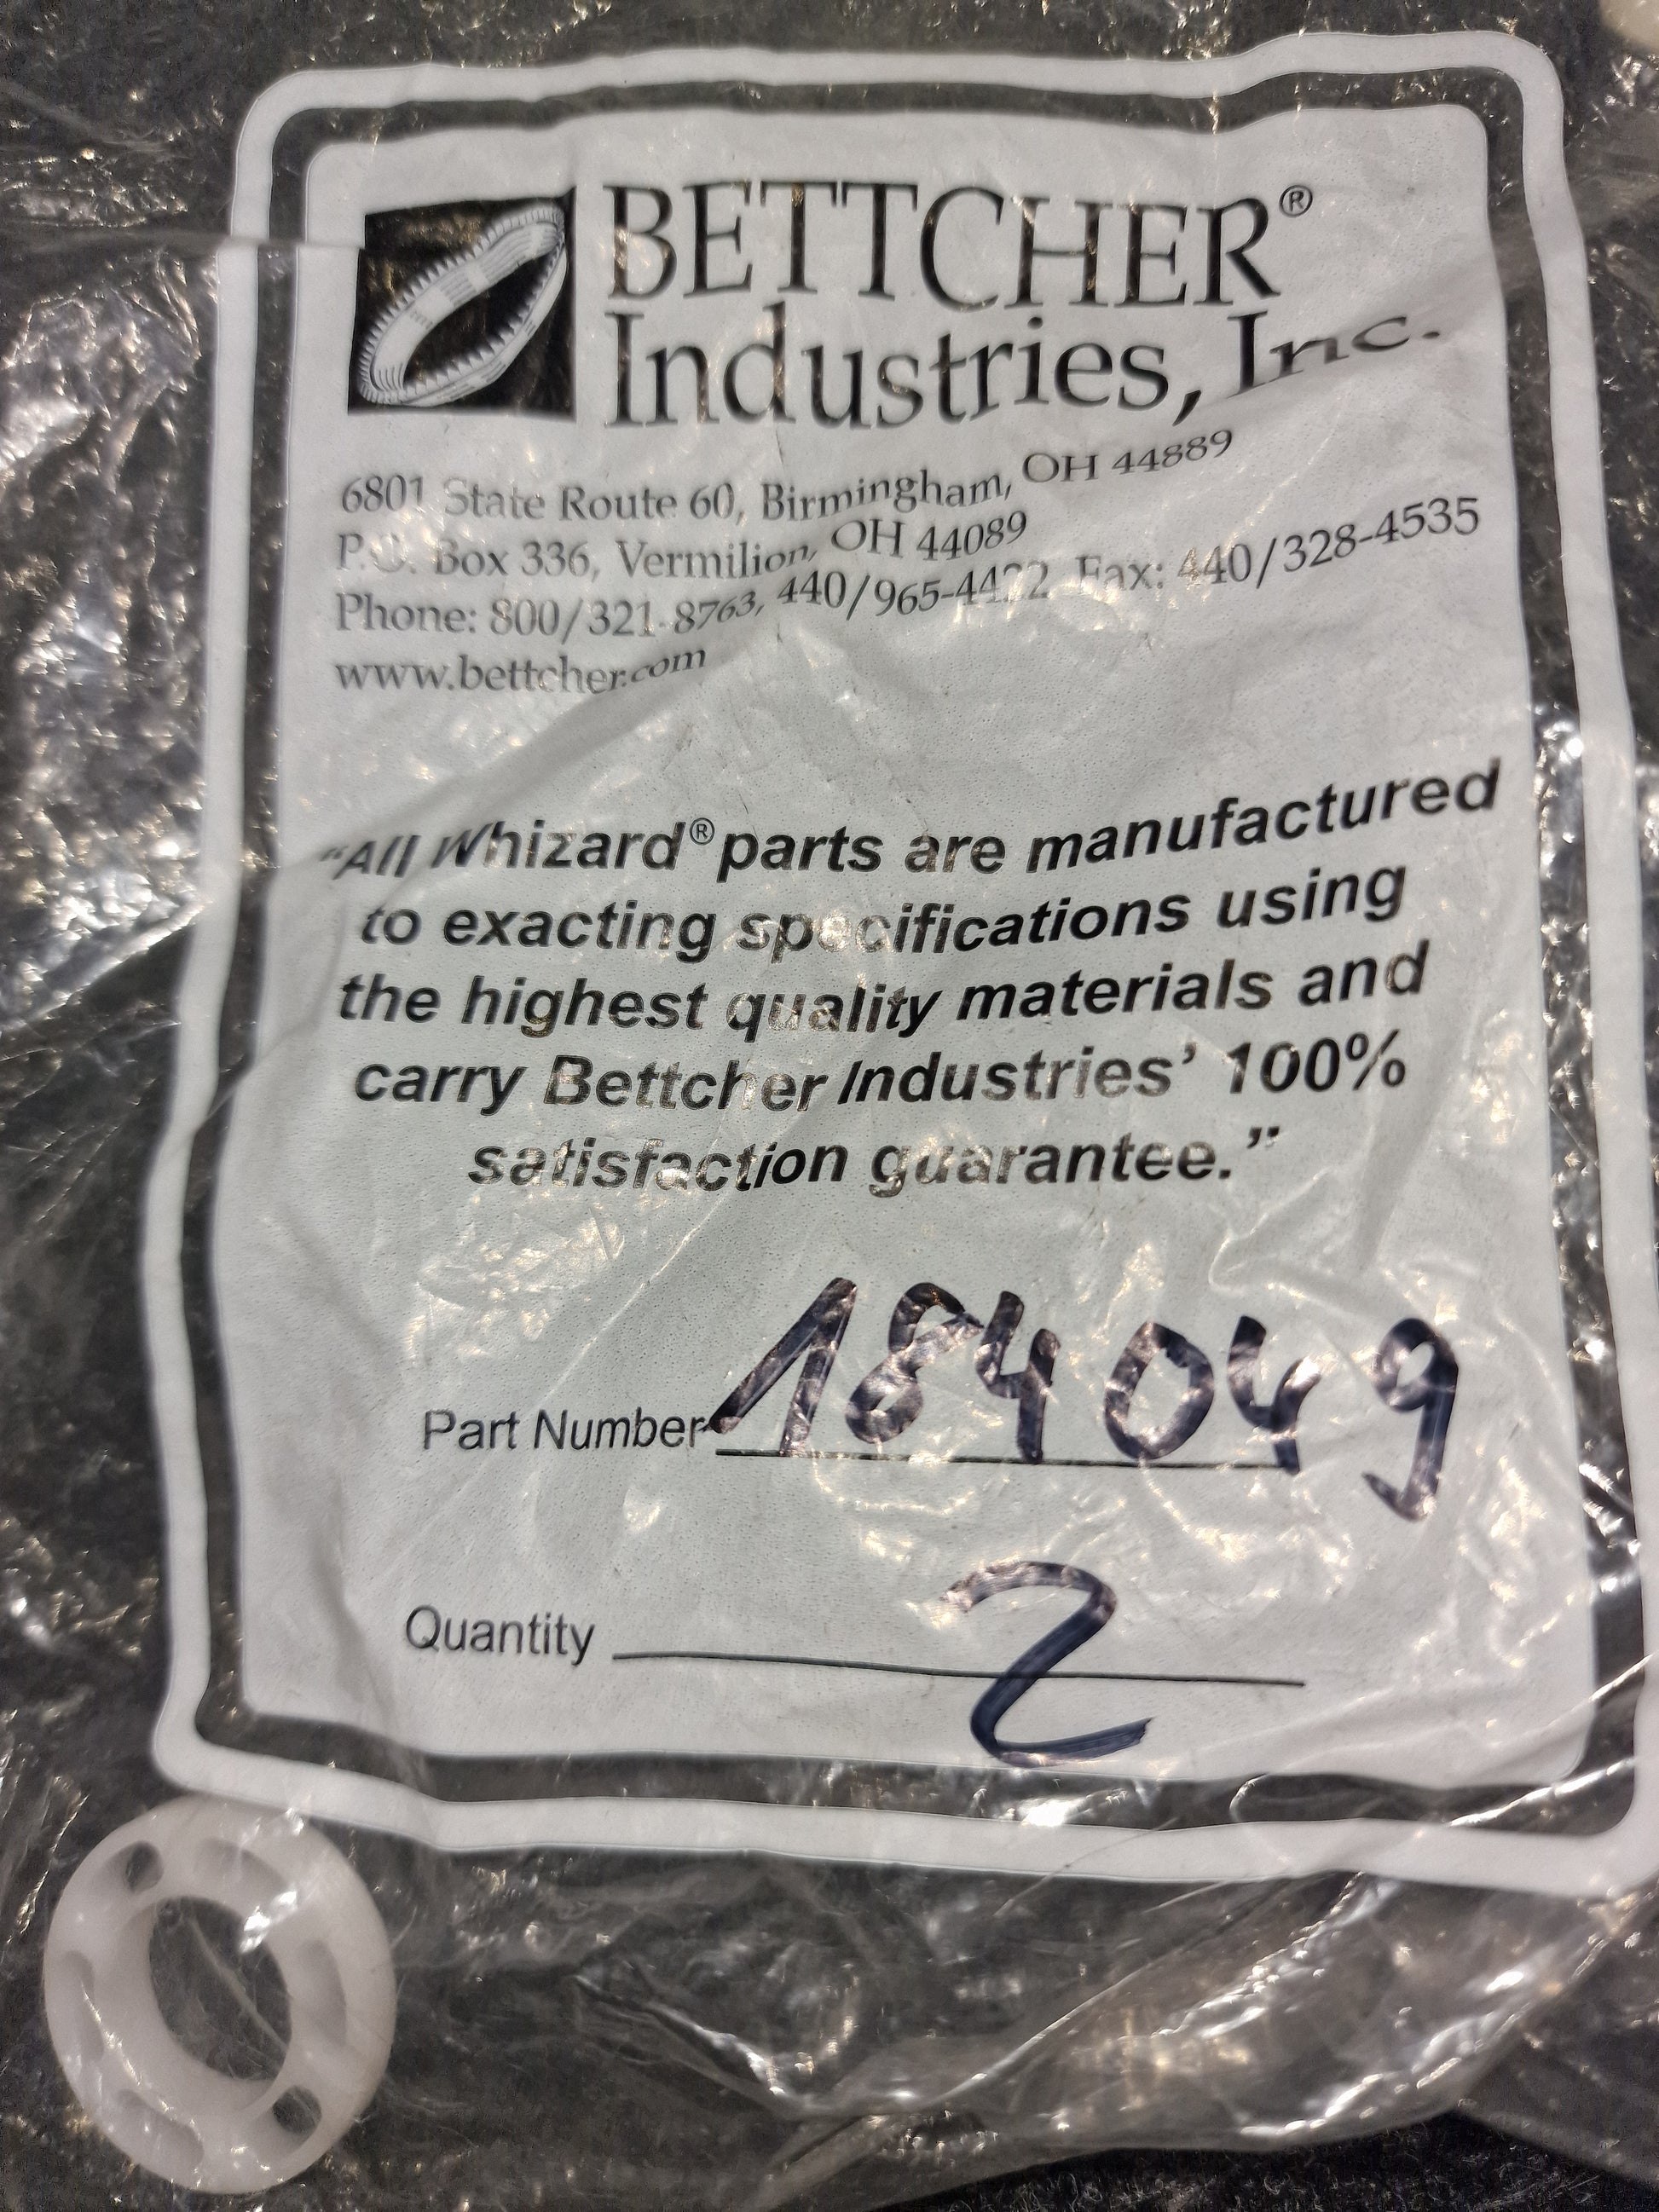 BETTCHER®
Industries, Inc.
6801 State Route 60, Birmingham, OH 44889
P.O. Box 336, Vermilion, OH 44089
Phone: 800/321-8763, 440/965-4422 Fax: 440/328-4535
www.bettcher.com
“All Whizard® parts are manufactured
to exacting specifications using
the highest quality materials and
carry Bettcher Industries’ 100%
satisfaction guarantee.”
Part Number 184049
Quantity 2